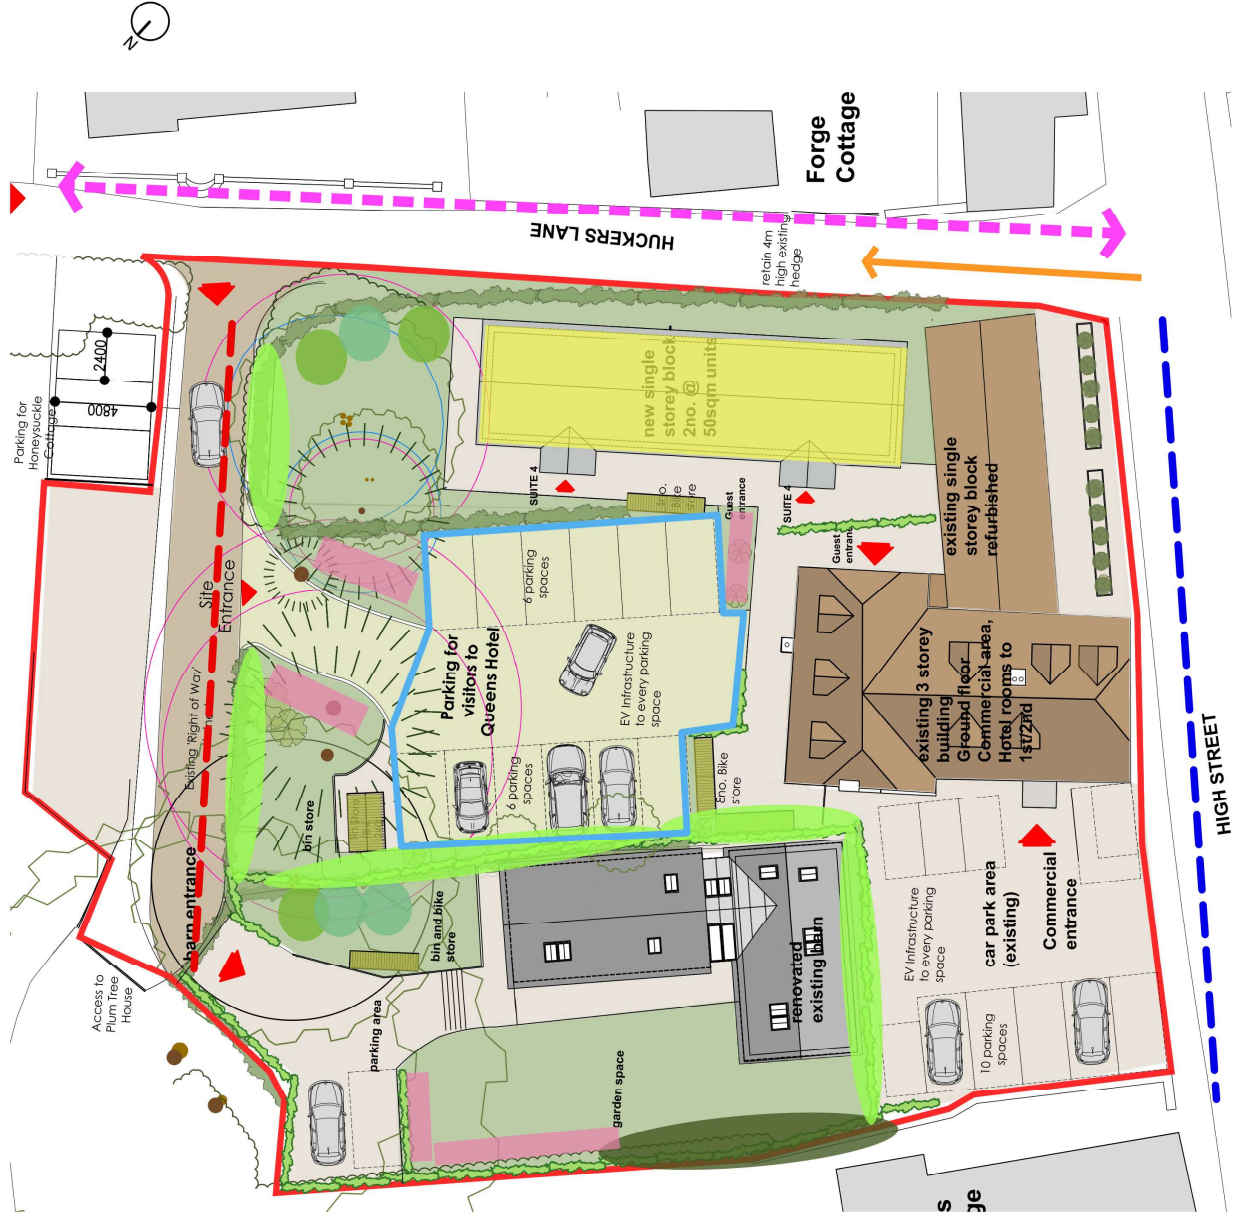 N
Forge
Cottage
HUCKERS LANE
retain 4m
high existing
hedge
2400
4800
Parking for
Honeysuckle
Cottage
new single
storey block
2no. @
50sqm units
SUITE 4
SUITE 4
Guest
entrance
Guest
entrance
existing single
storey block
refurbished
Site
Entrance
Existing 'Right of Way'
6 parking
spaces
Parking for
visitors to
Queens Hotel
EV Infrastructure
to every parking
space
6 parking
spaces
existing 3 storey
building
Ground floor
Commercial area,
Hotel rooms to
1st/2nd
HIGH STREET
bin store
barn entrance
bin and bike
store
Access to
Plum Tree
House
parking area
renovated
existing barn
garden space
EV Infrastructure
to every parking
space
car park area
(existing)
Commercial
entrance
10 parking
spaces